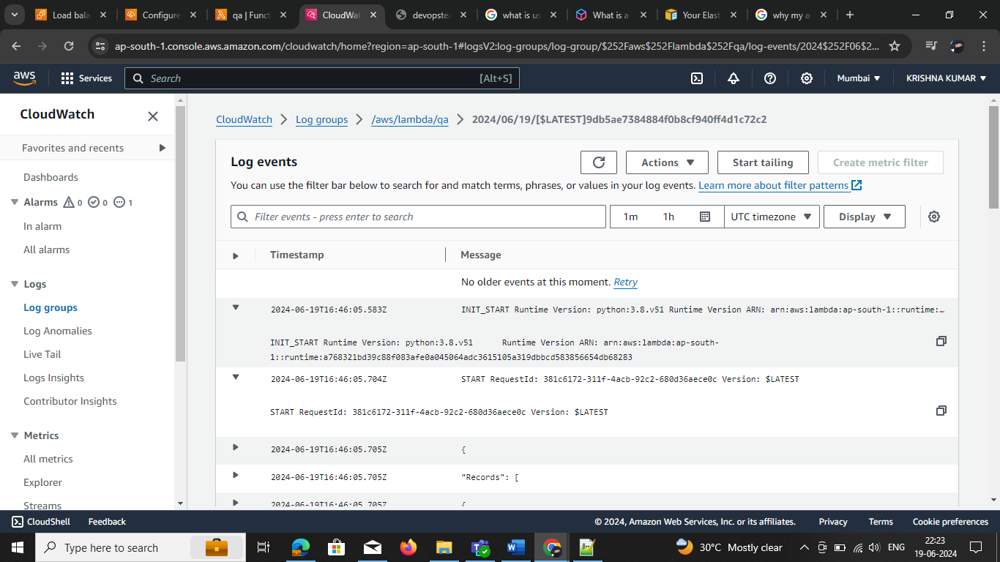 Load bala
Configure
qa | Funct
CloudWat
devopste
what is us
What is a
Your Elast
why my a
ap-south-1.console.aws.amazon.com/cloudwatch/home?region=ap-south-1#logsV2:log-groups/log-group/$252Faws$252Flambda$252Fqa/log-events/2024$252F06$2...
aws
Services
Search
[Alt+S]
Mumbai
KRISHNA KUMAR
CloudWatch
Favorites and recents
Dashboards
Alarms 0 0 1
In alarm
All alarms
Logs
Log groups
Log Anomalies
Live Tail
Logs Insights
Contributor Insights
Metrics
All metrics
Explorer
Streams
CloudWatch > Log groups > /aws/lambda/qa > 2024/06/19/[$LATEST]9db5ae7384884f0b8cf940ff4d1c72c2
Log events
Actions
Start tailing
Create metric filter
You can use the filter bar below to search for and match terms, phrases, or values in your log events. Learn more about filter patterns
Filter events - press enter to search
1m
1h
UTC timezone
Display
Timestamp
Message
No older events at this moment. Retry
2024-06-19T16:46:05.583Z
INIT_START Runtime Version: python:3.8.v51 Runtime Version ARN: arn:aws:lambda:ap-south-1::runtime:…
INIT_START Runtime Version: python:3.8.v51 Runtime Version ARN: arn:aws:lambda:ap-south-
1::runtime:a768321bd39c88f083afe0a045064adc3615105a319dbbcd583856654db68283
2024-06-19T16:46:05.704Z
START RequestId: 381c6172-311f-4acb-92c2-680d36aece0c Version: $LATEST
START RequestId: 381c6172-311f-4acb-92c2-680d36aece0c Version: $LATEST
2024-06-19T16:46:05.705Z
{
2024-06-19T16:46:05.705Z
"Records": [
2024-06-19T16:46:05.705Z
{
CloudShell
Feedback
© 2024, Amazon Web Services, Inc. or its affiliates.
Privacy
Terms
Cookie preferences
Type here to search
30°C Mostly clear
ENG
22:23
19-06-2024